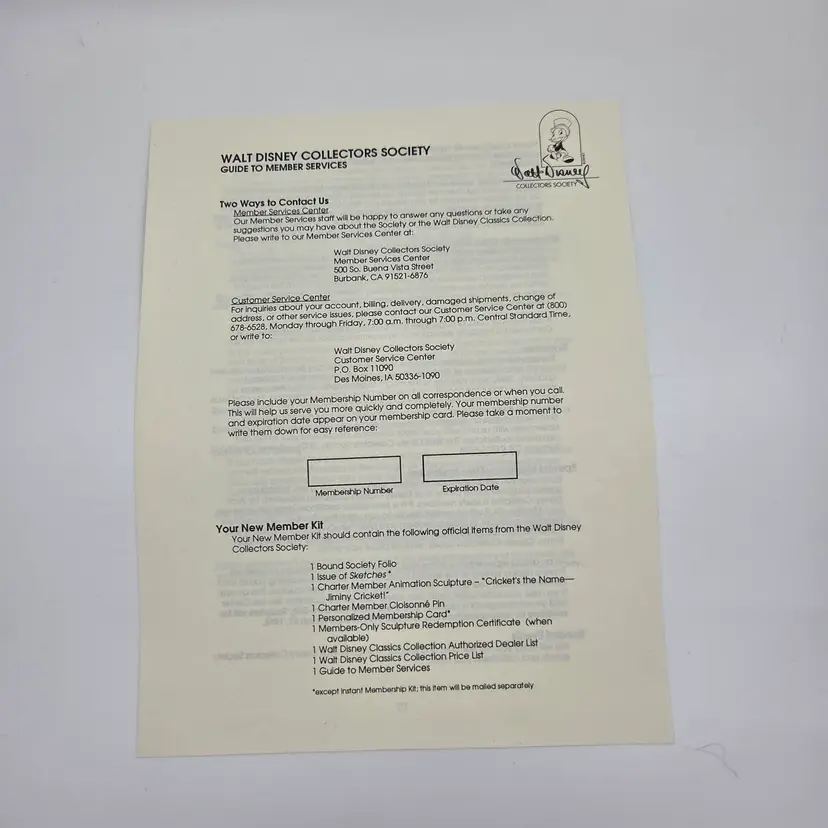 WALT DISNEY COLLECTORS SOCIETY
GUIDE TO MEMBER SERVICES
Walt Disney
COLLECTORS SOCIETY
Two Ways to Contact Us
Member Services Center
Our Member Services staff will be happy to answer any questions or take any
suggestions you may have about the Society or the Walt Disney Classics Collection.
Please write to our Member Services Center at:
Walt Disney Collectors Society
Member Services Center
500 So. Buena Vista Street
Burbank, CA 91521-6876
Customer Service Center
For inquiries about your account, billing, delivery, damaged shipments, change of
address, or other service issues, please contact our Customer Service Center at (800)
678-6528, Monday through Friday, 7:00 a.m. through 7:00 p.m. Central Standard Time,
or write to:
Walt Disney Collectors Society
Customer Service Center
P.O. Box 11090
Des Moines, IA 50336-1090
Please include your Membership Number on all correspondence or when you call.
This will help us serve you more quickly and completely. Your membership number
and expiration date appear on your membership card. Please take a moment to
write them down for easy reference:
Membership Number
Expiration Date
Your New Member Kit
Your New Member Kit should contain the following official items from the Walt Disney
Collectors Society:
1 Bound Society Folio
1 Issue of Sketches*
1 Charter Member Animation Sculpture – "Cricket's the Name—
Jiminy Cricket!"
1 Charter Member Cloisonné Pin
1 Personalized Membership Card*
1 Members-Only Sculpture Redemption Certificate (when
available)
1 Walt Disney Classics Collection Authorized Dealer List
1 Walt Disney Classics Collection Price List
1 Guide to Member Services
*except Instant Membership Kit; this item will be mailed separately